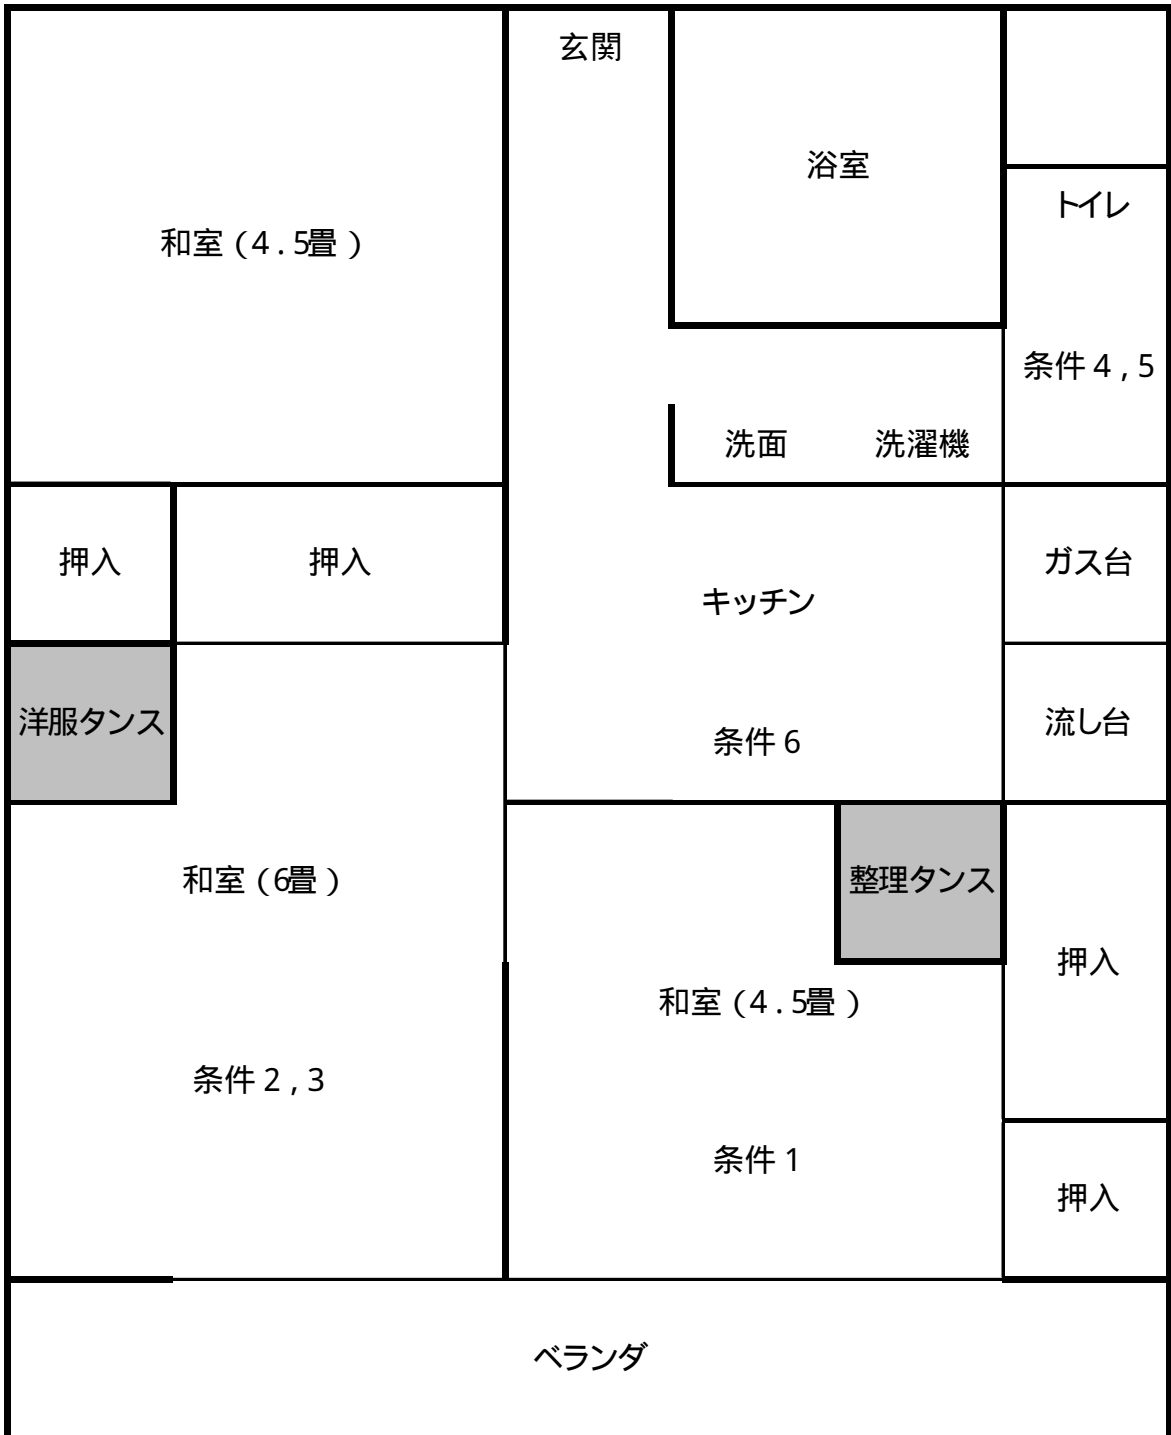 玄関
浴室
トイレ
和室（4.5畳）
条件4,5
洗面
洗濯機
押入
押入
ガス台
キッチン
洋服タンス
流し台
条件6
和室（6畳）
整理タンス
押入
和室（4.5畳）
条件2,3
条件1
押入
ベランダ